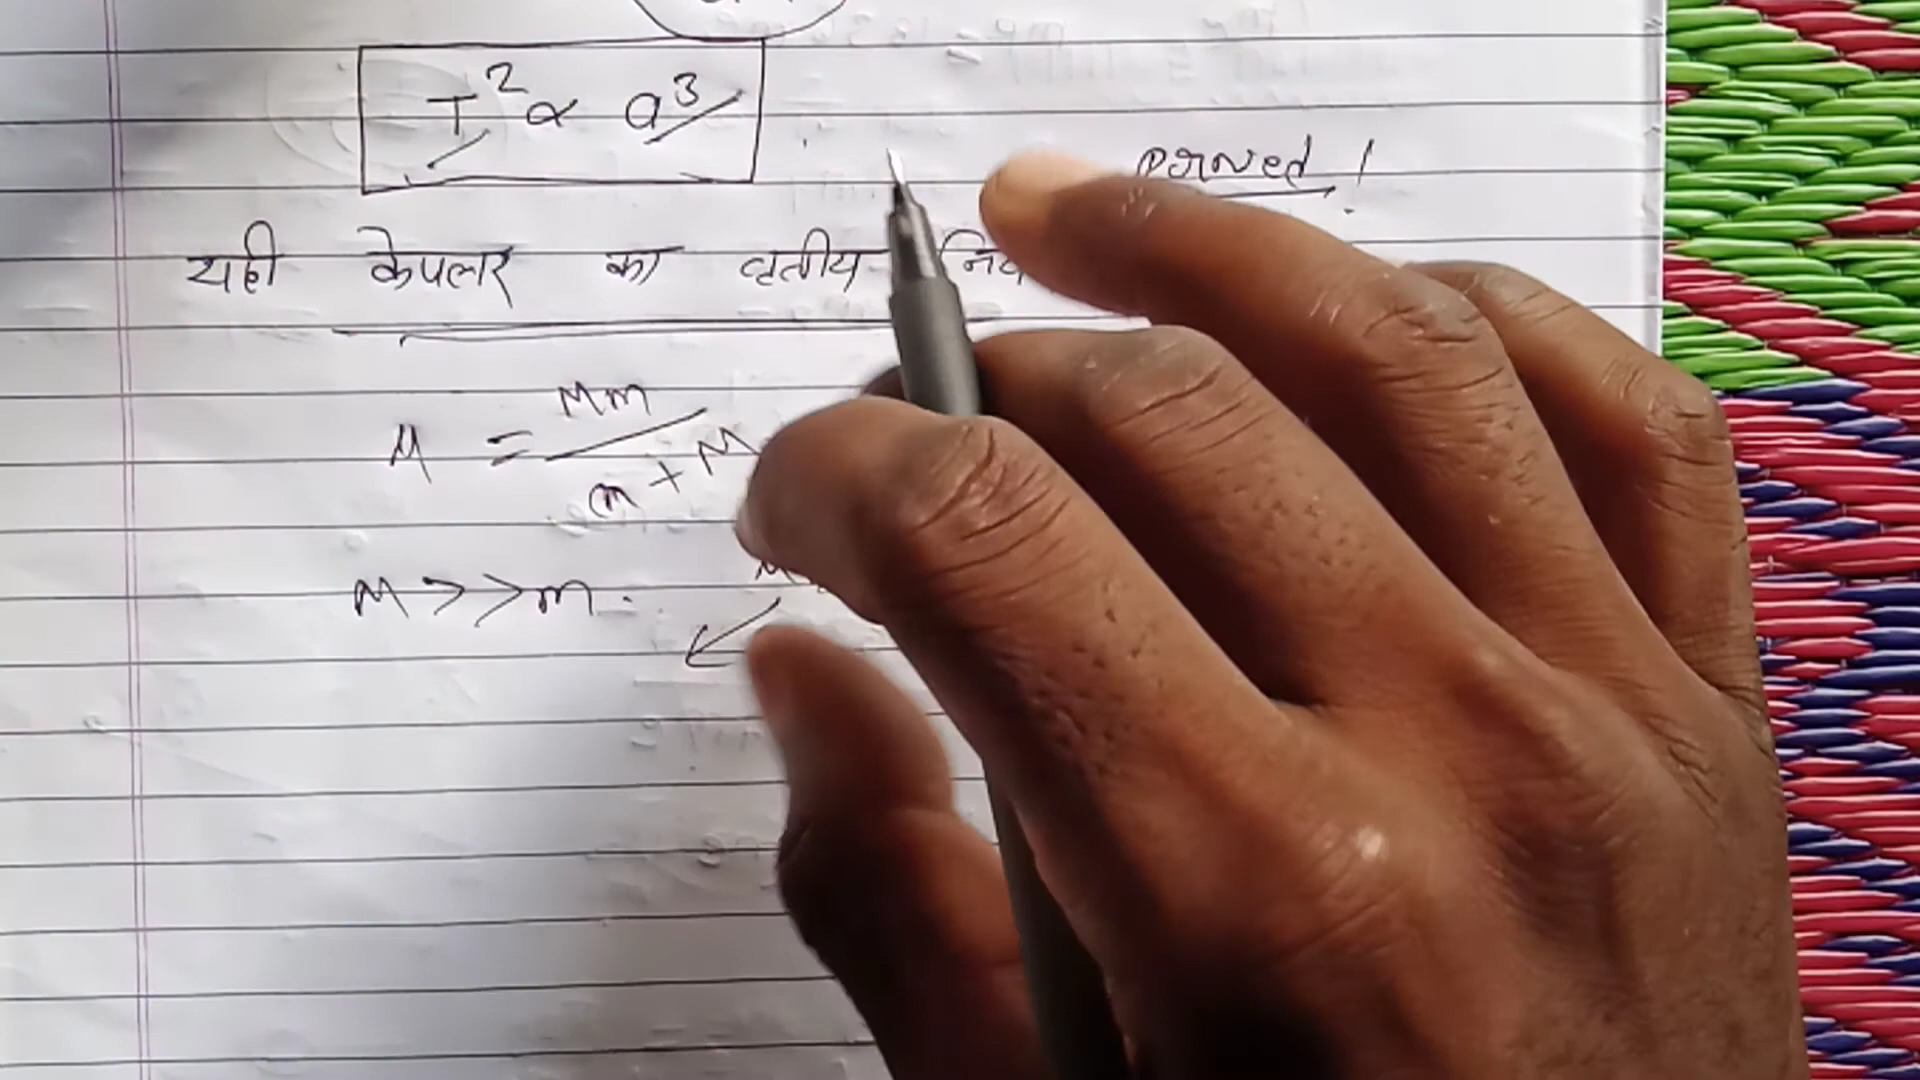 T² ∝ a³
proved !
यही केपलर का तृतीय
μ = Mm / m + M
M >> m.